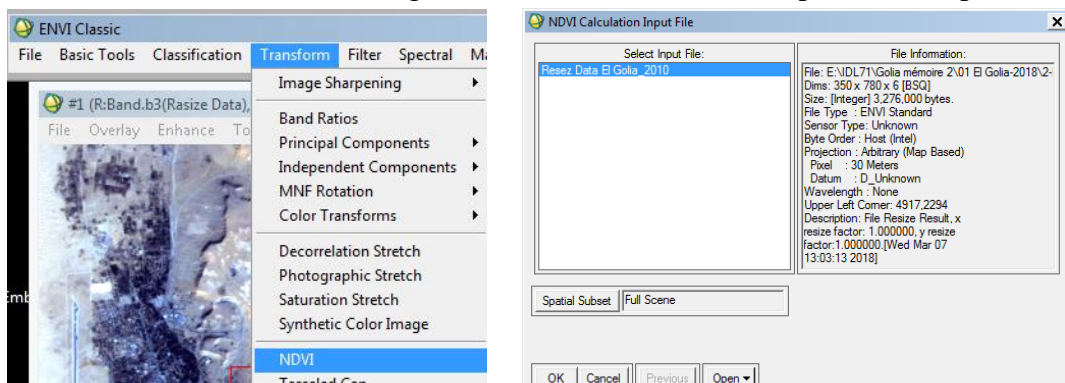 ENVI Classic
File Basic Tools Classification Transform Filter Spectral
#1 (R:Band.b3(Rasize Data),
File Overlay Enhance
Image Sharpening
Band Ratios
Principal Components
Independent Components
MNF Rotation
Color Transforms
Decorrelation Stretch
Photographic Stretch
Saturation Stretch
Synthetic Color Image
NDVI
NDVI Calculation Input File
Select Input File:
Resez Data El Golia_2010
File Information:
File: E:\IDL71\Golia mémoire 2\01 El Golia-2018\2-
Dims: 350 x 780 x 6 [BSQ]
Size: [Integer] 3,276,000 bytes.
File Type : ENVI Standard
Sensor Type: Unknown
Byte Order : Host (Intel)
Projection : Arbitrary (Map Based)
Pixel : 30 Meters
Datum : D_Unknown
Wavelength : None
Upper Left Corner: 4917,2294
Description: File Resize Result, x
resize factor: 1.000000, y resize
factor:1.000000.[Wed Mar 07
13:03:13 2018]
Spatial Subset Full Scene
OK Cancel Previous Open